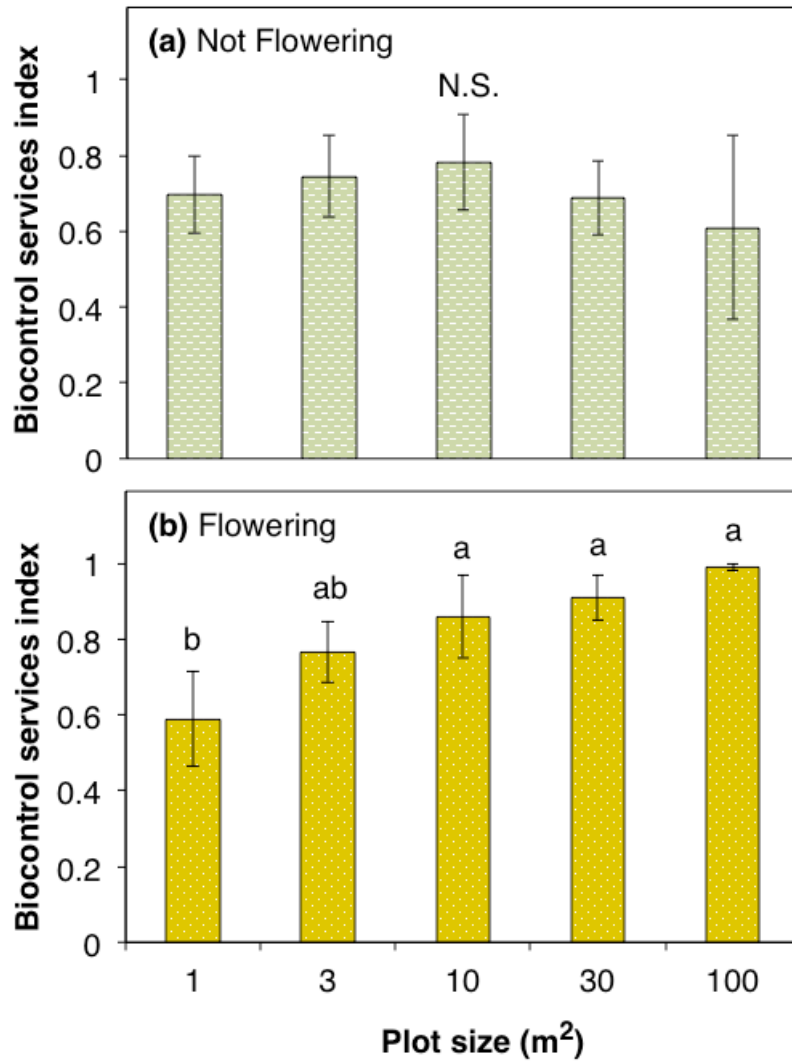 (a) Not Flowering
N.S.
Biocontrol services index
1
0.8
0.6
0.4
0.2
0
(b) Flowering
b
ab
a
a
a
Biocontrol services index
1
0.8
0.6
0.4
0.2
0
1 3 10 30 100
Plot size (m²)